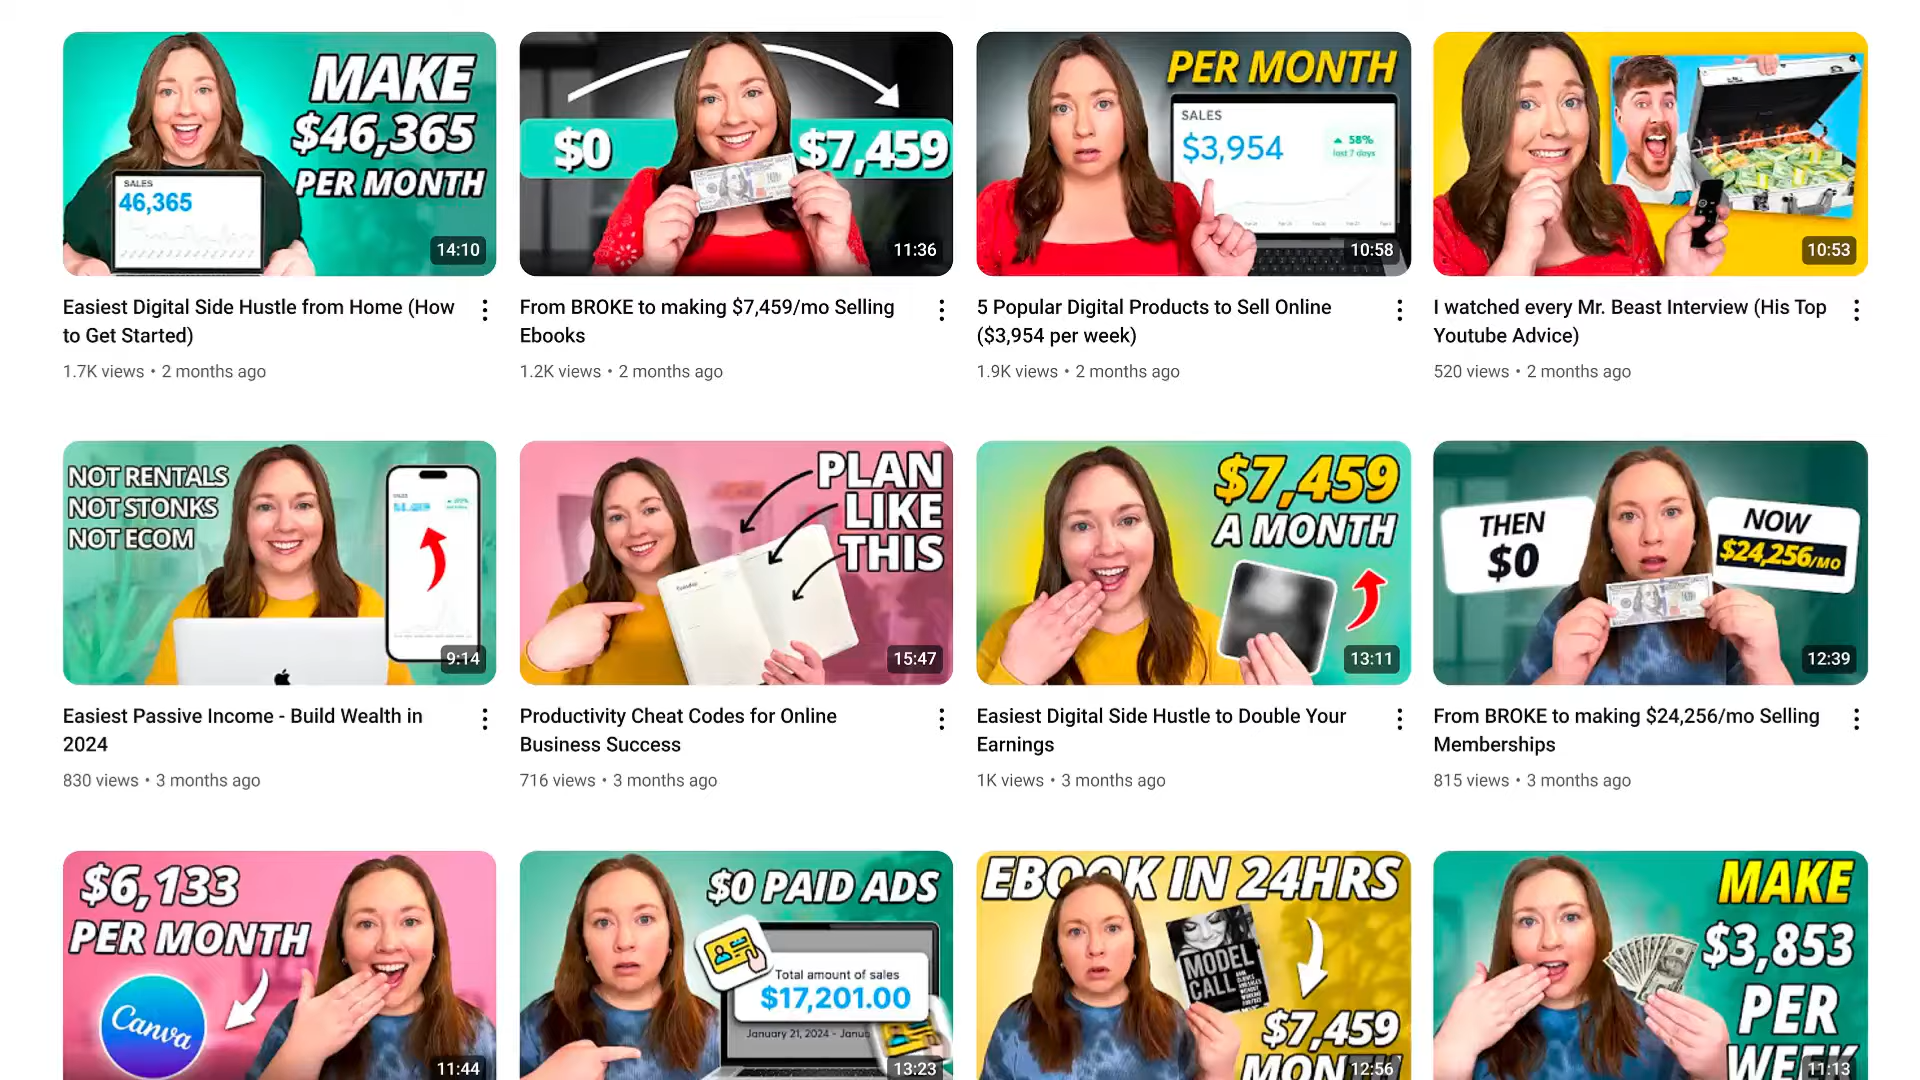 MAKE
$46,365
PER MONTH
SALES
46,365
14:10
$0
$7,459
11:36
PER MONTH
SALES
$3,954
58%
last 7 days
10:58
10:53
Easiest Digital Side Hustle from Home (How
to Get Started)
1.7K views • 2 months ago
From BROKE to making $7,459/mo Selling
Ebooks
1.2K views • 2 months ago
5 Popular Digital Products to Sell Online
($3,954 per week)
1.9K views • 2 months ago
I watched every Mr. Beast Interview (His Top
Youtube Advice)
520 views • 2 months ago
NOT RENTALS
NOT STONKS
NOT ECOM
9:14
PLAN
LIKE
THIS
15:47
$7,459
A MONTH
13:11
THEN
$0
NOW
$24,256/MO
12:39
Easiest Passive Income - Build Wealth in
2024
830 views • 3 months ago
Productivity Cheat Codes for Online
Business Success
716 views • 3 months ago
Easiest Digital Side Hustle to Double Your
Earnings
1K views • 3 months ago
From BROKE to making $24,256/mo Selling
Memberships
815 views • 3 months ago
$6,133
PER MONTH
Canva
11:44
$0 PAID ADS
Total amount of sales
$17,201.00
January 21, 2024 -
13:23
EBOOK IN 24HRS
MODEL
CALL
$7,459
MONTH
12:56
MAKE
$3,853
PER
WEEK
11:13